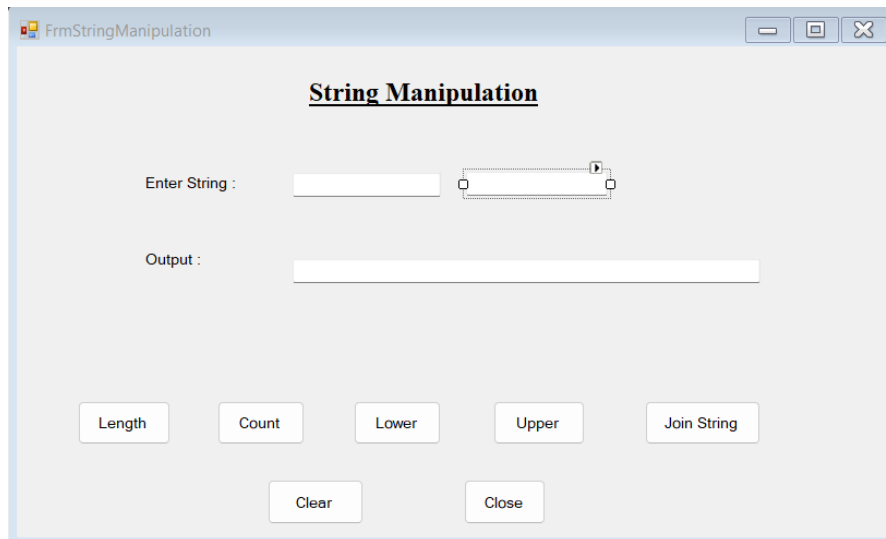 FrmStringManipulation
String Manipulation
Enter String :
Output :
Length Count Lower Upper Join String
Clear Close